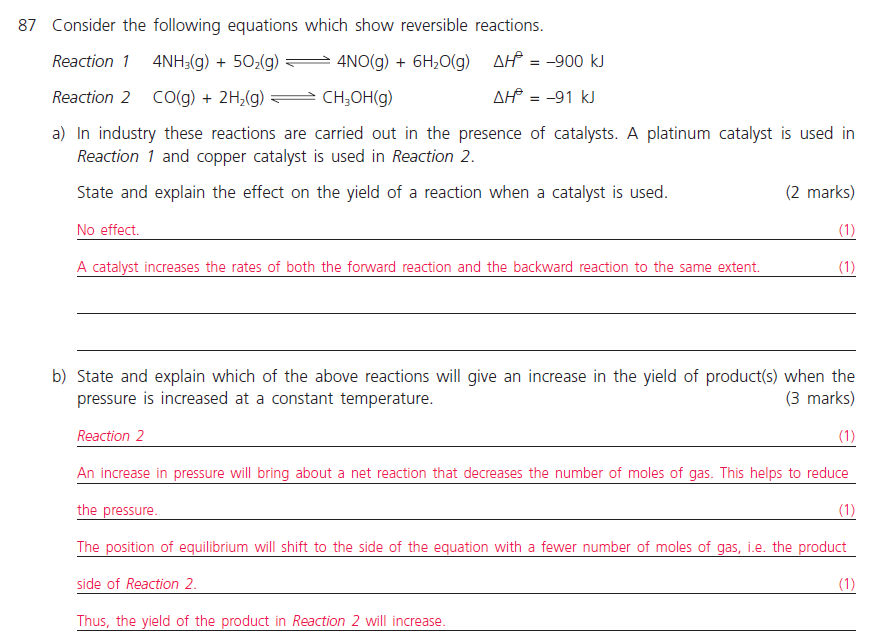 87 Consider the following equations which show reversible reactions.
Reaction 1 4NH₃(g) + 5O₂(g) ⇌ 4NO(g) + 6H₂O(g) ΔH⦵ = –900 kJ
Reaction 2 CO(g) + 2H₂(g) ⇌ CH₃OH(g) ΔH⦵ = –91 kJ
a) In industry these reactions are carried out in the presence of catalysts. A platinum catalyst is used in
Reaction 1 and copper catalyst is used in Reaction 2.
State and explain the effect on the yield of a reaction when a catalyst is used. (2 marks)
No effect. (1)
A catalyst increases the rates of both the forward reaction and the backward reaction to the same extent. (1)
b) State and explain which of the above reactions will give an increase in the yield of product(s) when the
pressure is increased at a constant temperature. (3 marks)
Reaction 2 (1)
An increase in pressure will bring about a net reaction that decreases the number of moles of gas. This helps to reduce
the pressure. (1)
The position of equilibrium will shift to the side of the equation with a fewer number of moles of gas, i.e. the product
side of Reaction 2. (1)
Thus, the yield of the product in Reaction 2 will increase.